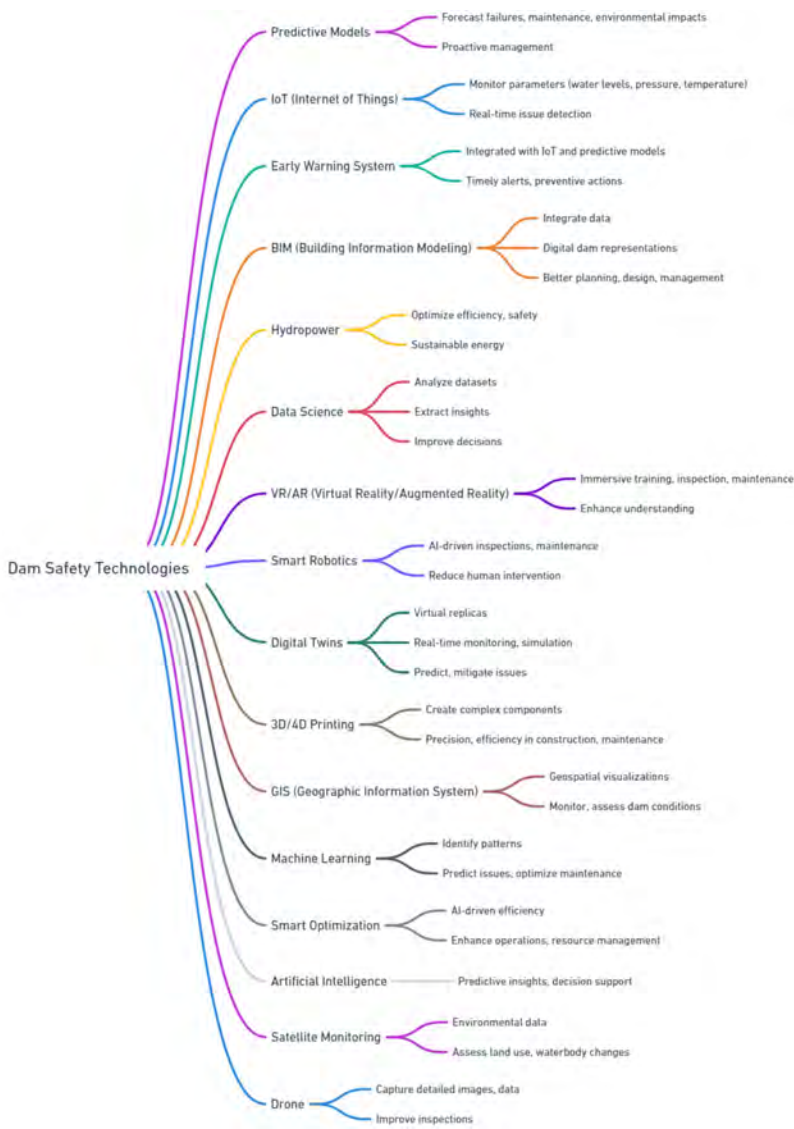 Predictive Models
Forecast failures, maintenance, environmental impacts
Proactive management
IoT (Internet of Things)
Monitor parameters (water levels, pressure, temperature)
Real-time issue detection
Early Warning System
Integrated with IoT and predictive models
Timely alerts, preventive actions
BIM (Building Information Modeling)
Integrate data
Digital dam representations
Better planning, design, management
Hydropower
Optimize efficiency, safety
Sustainable energy
Data Science
Analyze datasets
Extract insights
Improve decisions
VR/AR (Virtual Reality/Augmented Reality)
Immersive training, inspection, maintenance
Enhance understanding
Dam Safety Technologies
Smart Robotics
AI-driven inspections, maintenance
Reduce human intervention
Digital Twins
Virtual replicas
Real-time monitoring, simulation
Predict, mitigate issues
3D/4D Printing
Create complex components
Precision, efficiency in construction, maintenance
GIS (Geographic Information System)
Geospatial visualizations
Monitor, assess dam conditions
Machine Learning
Identify patterns
Predict issues, optimize maintenance
Smart Optimization
AI-driven efficiency
Enhance operations, resource management
Artificial Intelligence
Predictive insights, decision support
Satellite Monitoring
Environmental data
Assess land use, waterbody changes
Drone
Capture detailed images, data
Improve inspections